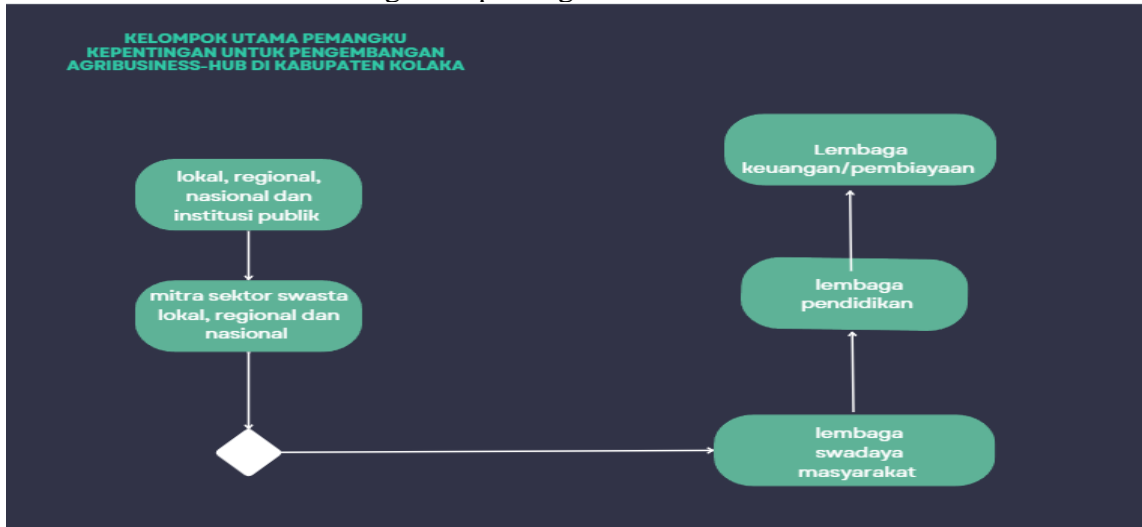 KELOMPOK UTAMA PEMANGKU
KEPENTINGAN UNTUK PENGEMBANGAN
AGRIBUSINESS-HUB DI KABUPATEN KOLAKA
lokal, regional,
nasional dan
institusi publik
mitra sektor swasta
lokal, regional dan
nasional
lembaga
swadaya
masyarakat
lembaga
pendidikan
Lembaga
keuangan/pembiayaan